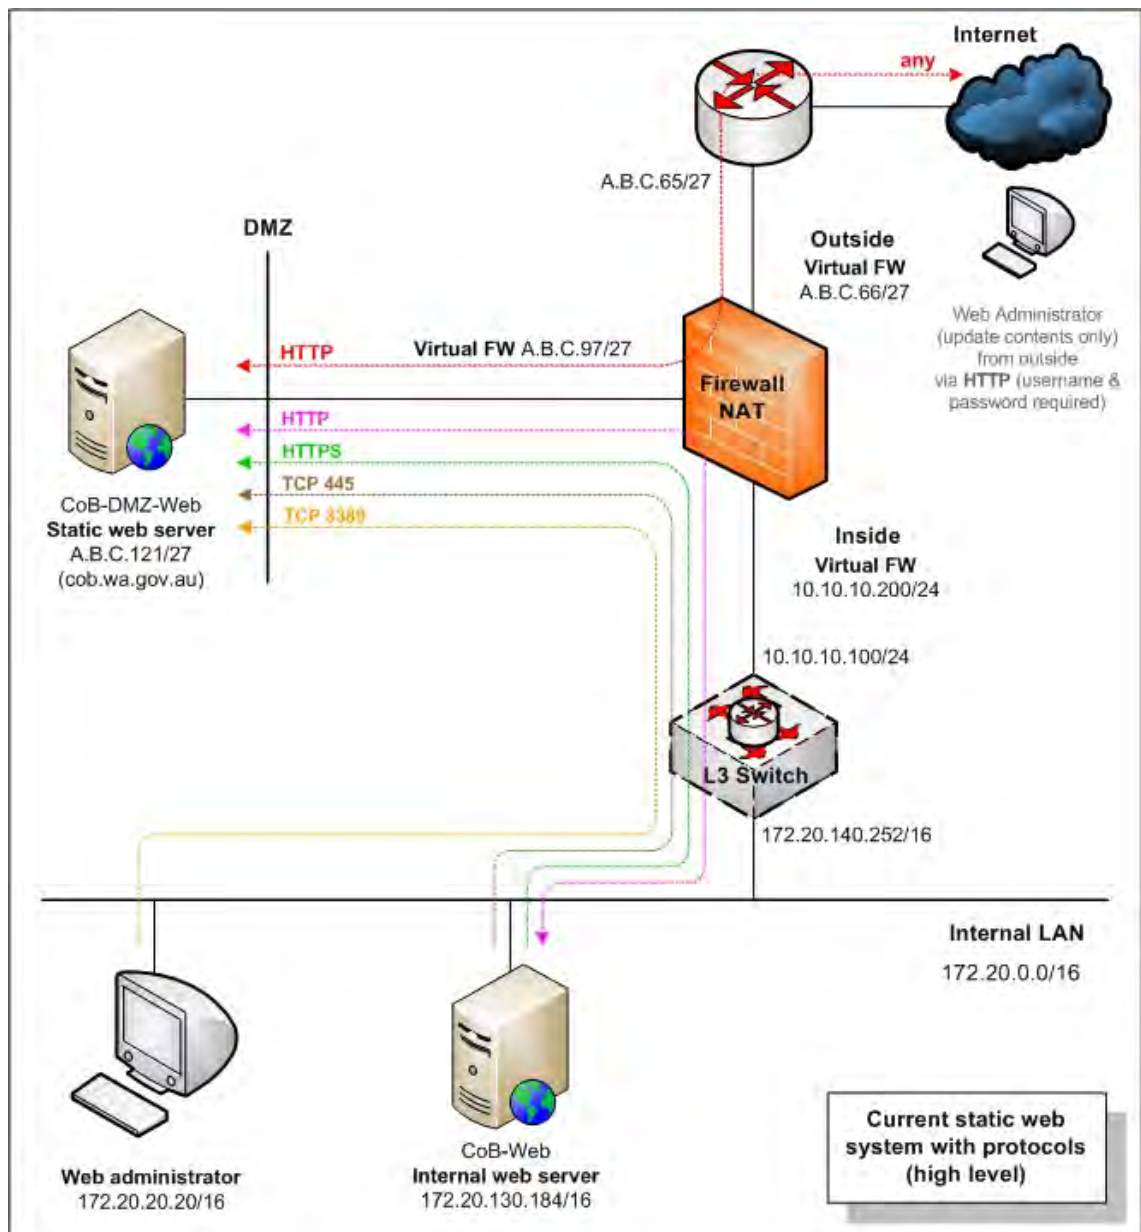 Internet
any
A.B.C.65/27
DMZ
Outside
Virtual FW
A.B.C.66/27
Web Administrator
(update contents only)
from outside
via HTTP (username &
password required)
HTTP
Virtual FW A.B.C.97/27
Firewall
NAT
HTTP
HTTPS
TCP 445
TCP 3389
CoB-DMZ-Web
Static web server
A.B.C.121/27
(cob.wa.gov.au)
Inside
Virtual FW
10.10.10.200/24
10.10.10.100/24
L3 Switch
172.20.140.252/16
Internal LAN
172.20.0.0/16
Web administrator
172.20.20.20/16
CoB-Web
Internal web server
172.20.130.184/16
Current static web
system with protocols
(high level)